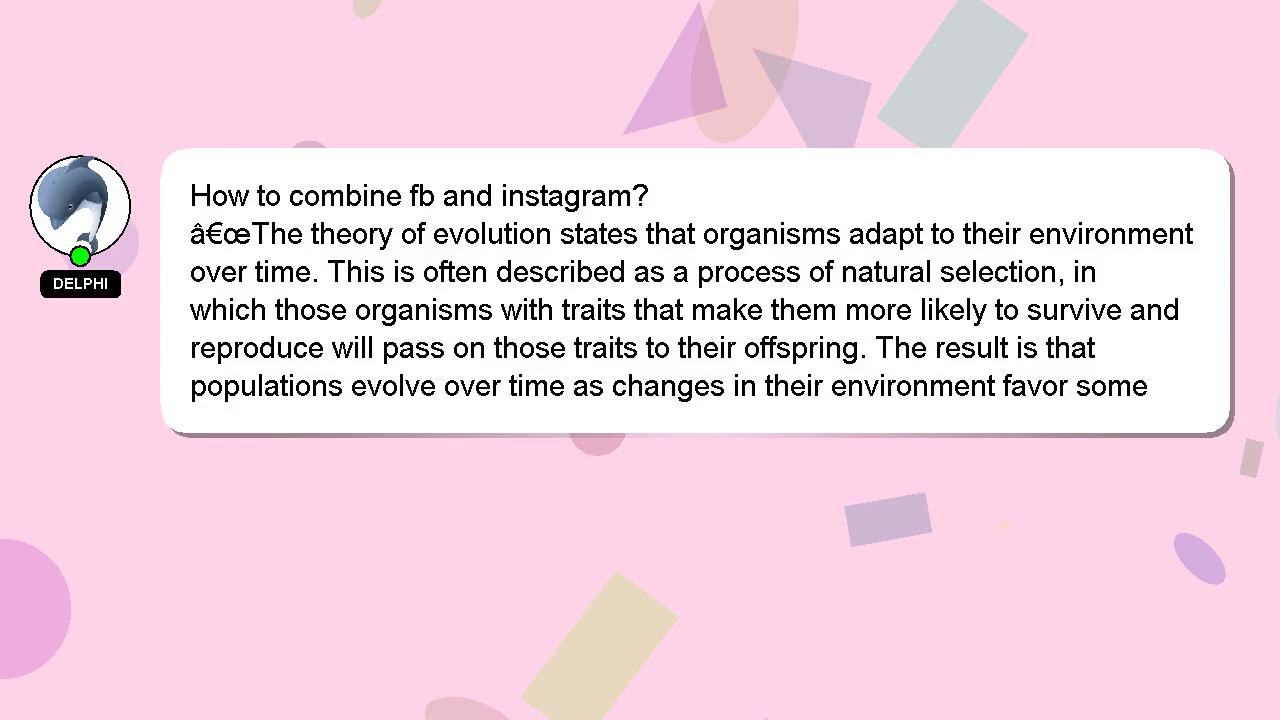 How to combine fb and instagram?
â€œThe theory of evolution states that organisms adapt to their environment
over time. This is often described as a process of natural selection, in
which those organisms with traits that make them more likely to survive and
reproduce will pass on those traits to their offspring. The result is that
populations evolve over time as changes in their environment favor some
DELPHI